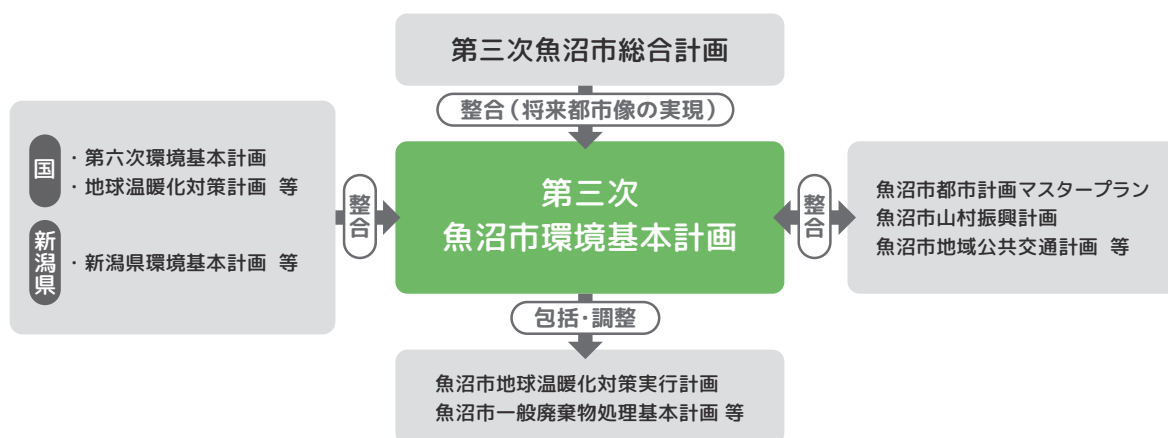 第三次魚沼市総合計画
整合（将来都市像の実現）
国
・第六次環境基本計画
・地球温暖化対策計画 等
新潟県
・新潟県環境基本計画 等
整合
第三次
魚沼市環境基本計画
整合
魚沼市都市計画マスタープラン
魚沼市山村振興計画
魚沼市地域公共交通計画 等
包括・調整
魚沼市地球温暖化対策実行計画
魚沼市一般廃棄物処理基本計画 等